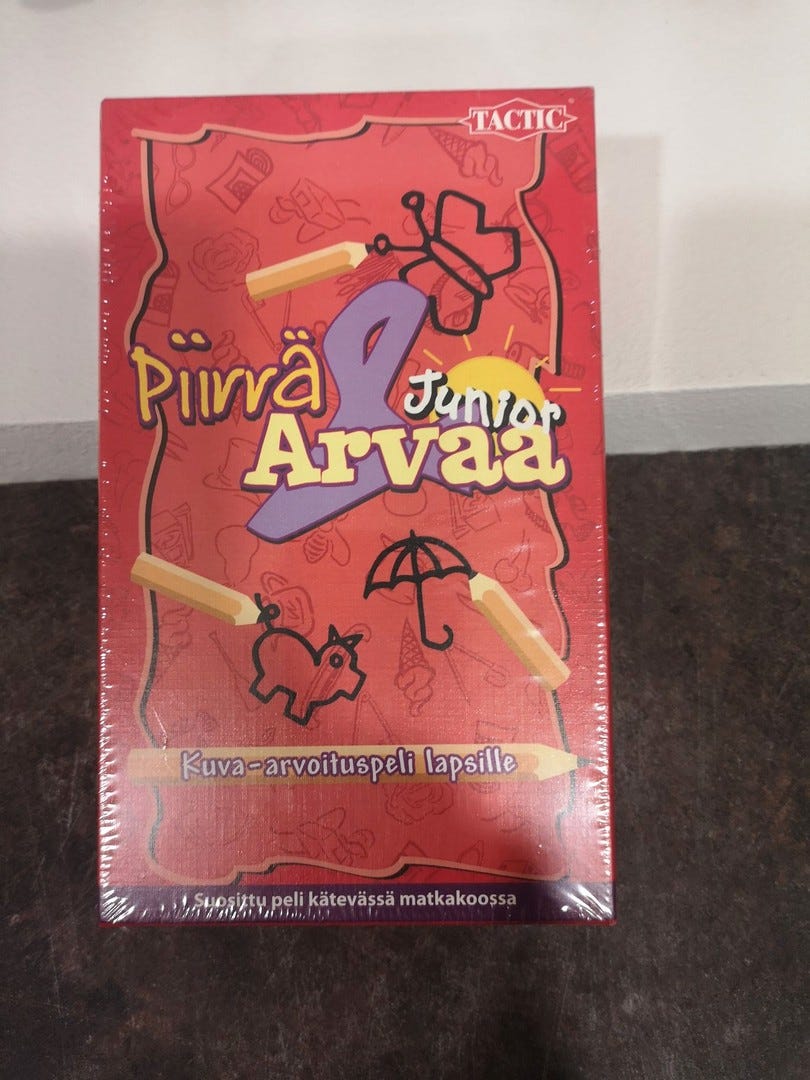 TACTIC®
Piirrä
&
Junior
Arvaa
Kuva-arvoituspeli lapsille
Suosittu peli kätevässä matkakoossa